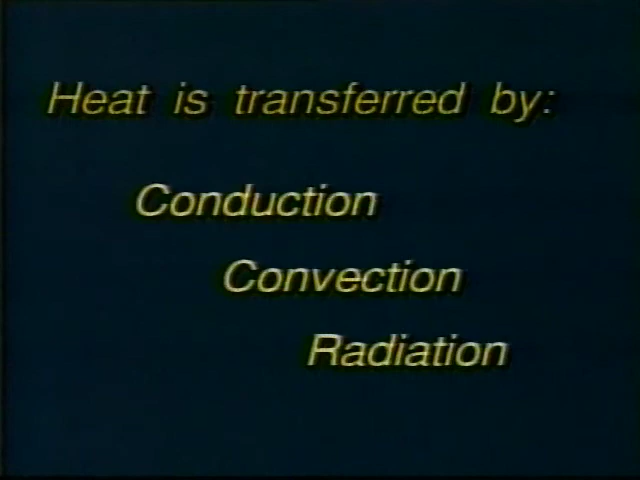 Heat is transferred by:
Conduction
Convection
Radiation